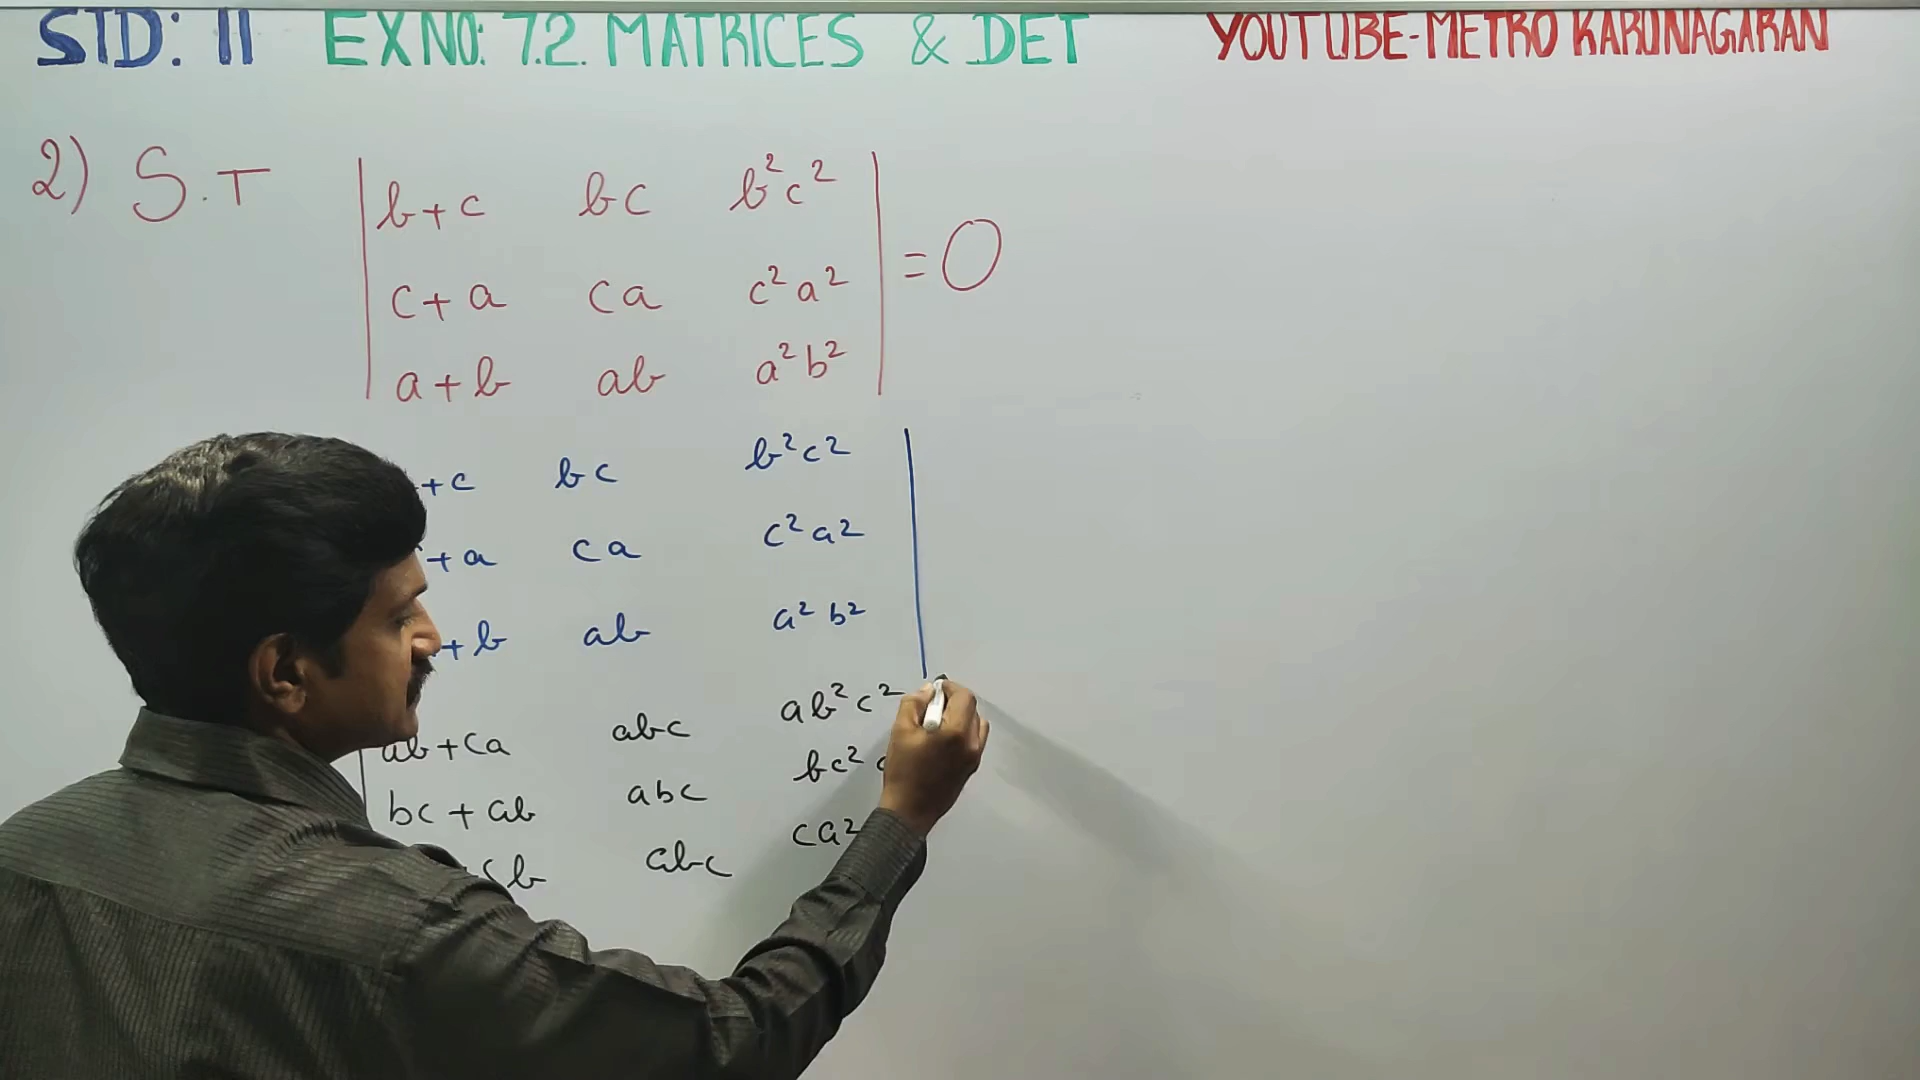 STD: 11 EX NO: 7.2. MATRICES & DET YOUTUBE-METRO KARUNAGARAN
2) S.T b+c bc b²c²
c+a ca c²a² = 0
a+b ab a²b²
+c bc b²c²
+a ca c²a²
+b ab a²b²
ab+ca abc ab²c²
bc+ab abc bc²
cb abc ca²